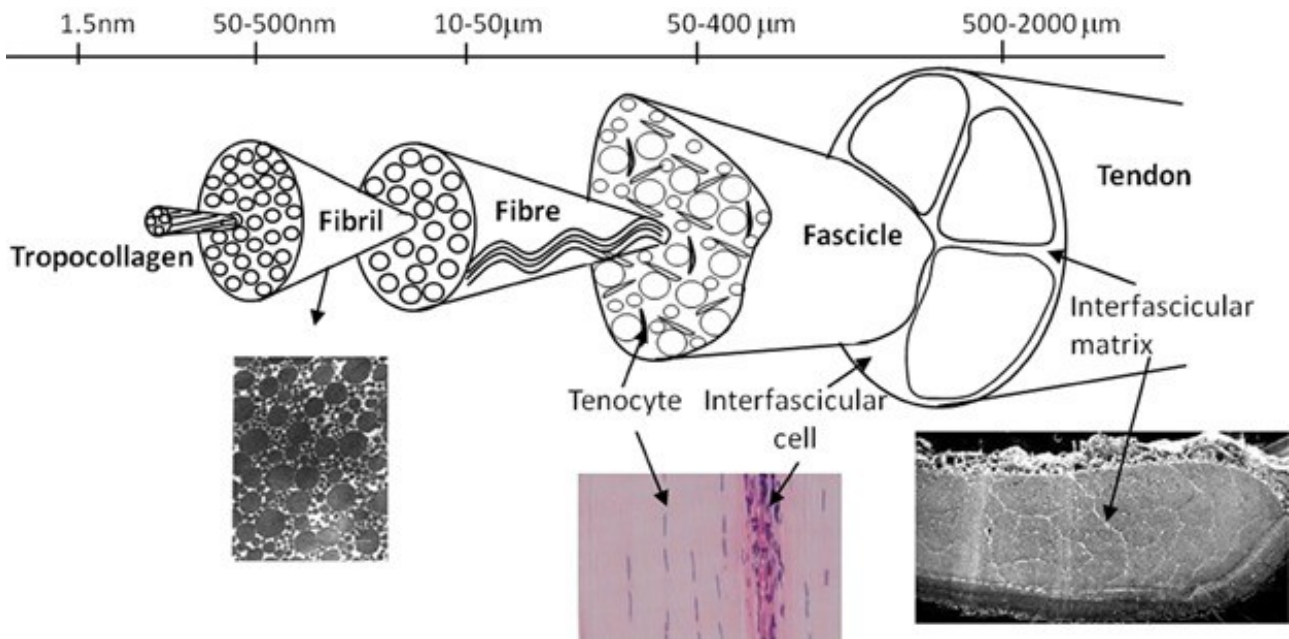 1.5nm 50-500nm 10-50μm 50-400 μm 500-2000 μm
Tropocollagen
Fibril
Fibre
Fascicle
Tendon
Tenocyte
Interfascicular
cell
Interfascicular
matrix